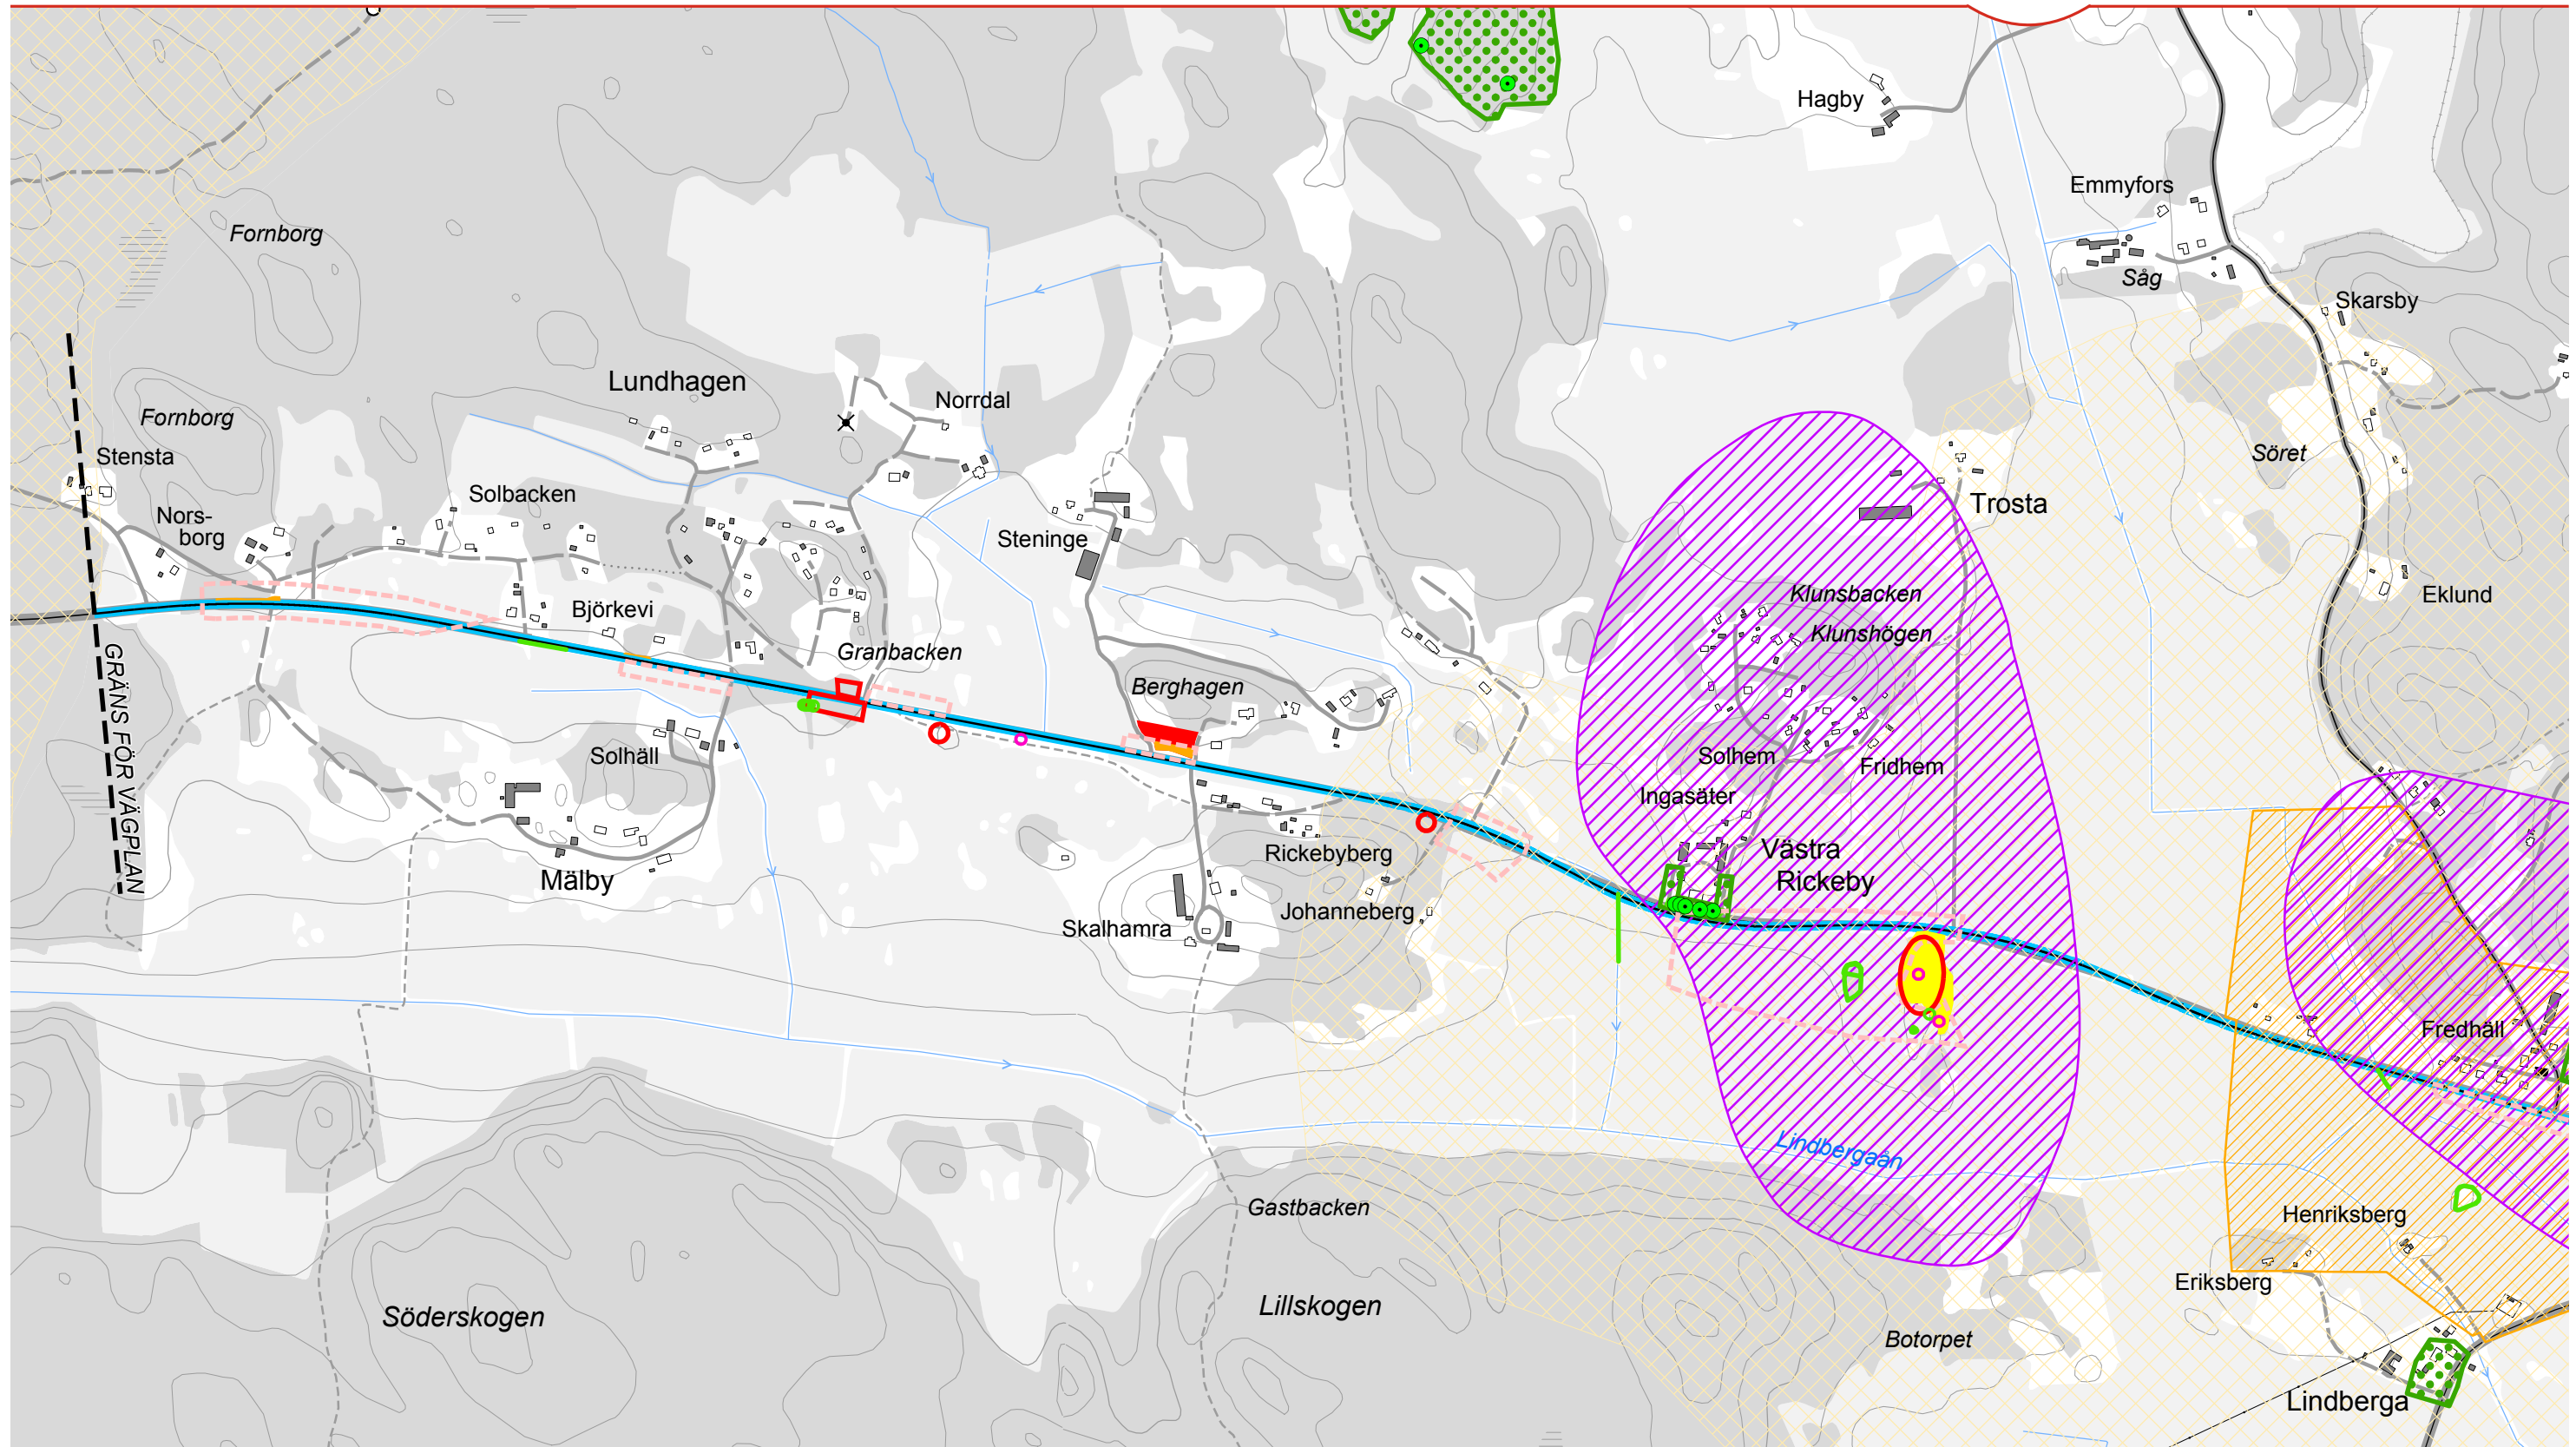 Hagby
Emmyfors
Fornborg
Såg
Skarsby
Lundhagen
Norrdal
Fornborg
Stensta
Söret
Solbacken
Trosta
Nors-
borg
Steninge
Klunsbacken
Eklund
Björkevi
Klunshögen
Granbacken
Berghagen
GRÄNS FÖR VÄGPLAN
Solhäll
Solhem
Fridhem
Ingasäter
Västra
Rickeby
Rickebyberg
Mälby
Johanneberg
Skalhamra
Fredhäll
Lindbergaån
Gastbacken
Henriksberg
Eriksberg
Söderskogen
Lillskogen
Botorpet
Lindberga